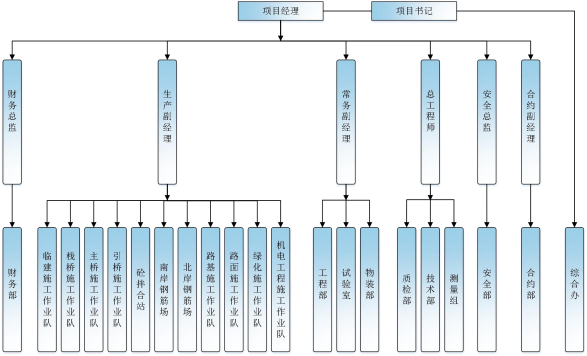 项目经理
项目书记
财务总监
生产副经理
常务副经理
总工程师
安全总监
合约副经理
财务部
临建施工作业队
栈桥施工作业队
主桥施工作业队
引桥施工作业队
砼拌合站
南岸钢筋场
北岸钢筋场
路基施工作业队
路面施工作业队
绿化施工作业队
机电工程施工作业队
工程部
试验室
物装部
质检部
技术部
测量组
安全部
合约部
综合办